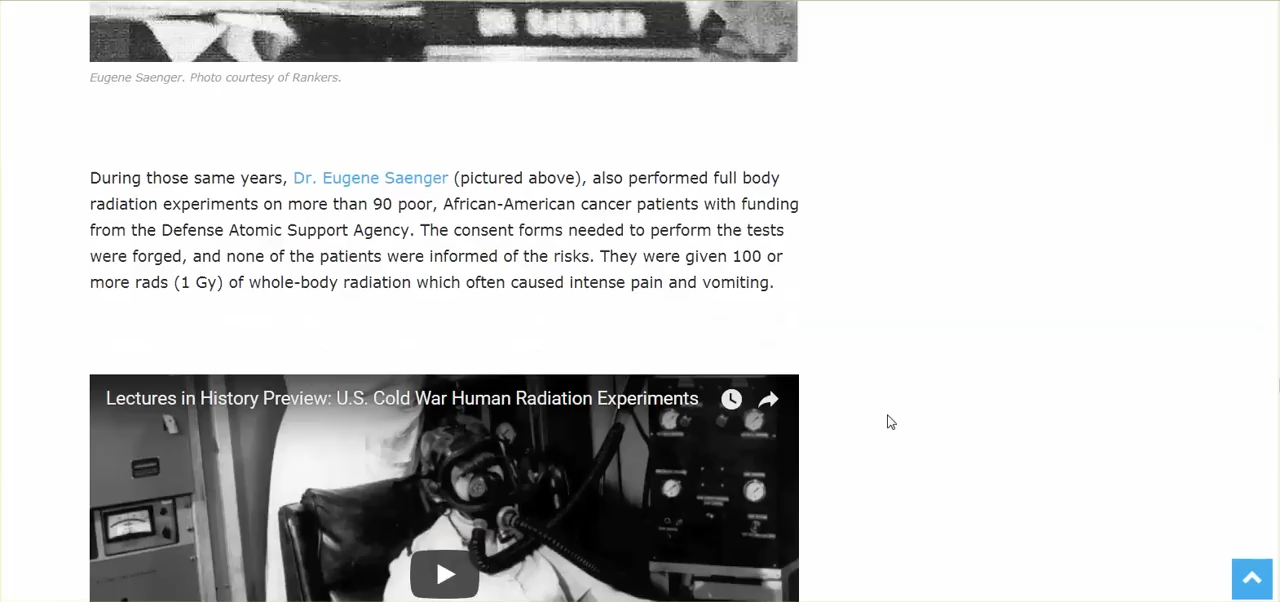 Eugene Saenger. Photo courtesy of Rankers.
During those same years, Dr. Eugene Saenger (pictured above), also performed full body
radiation experiments on more than 90 poor, African-American cancer patients with funding
from the Defense Atomic Support Agency. The consent forms needed to perform the tests
were forged, and none of the patients were informed of the risks. They were given 100 or
more rads (1 Gy) of whole-body radiation which often caused intense pain and vomiting.
Lectures in History Preview: U.S. Cold War Human Radiation Experiments